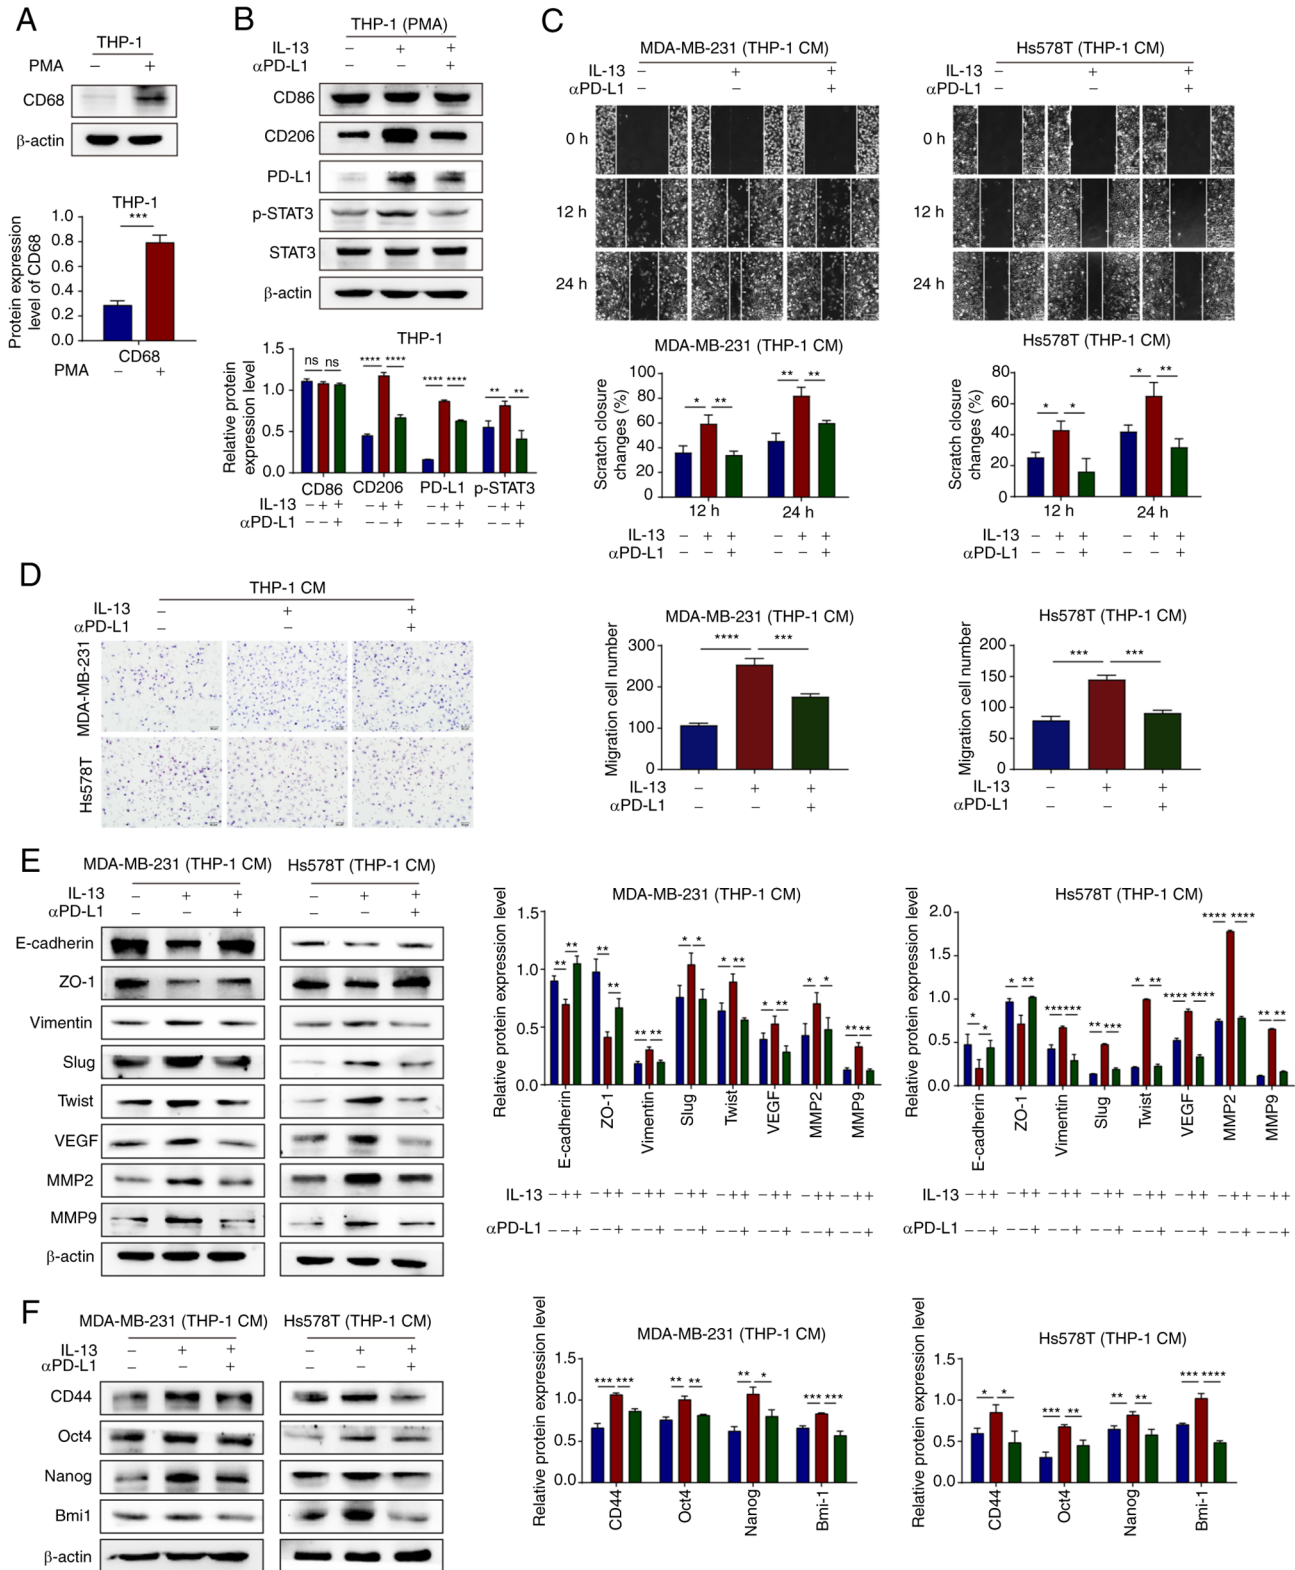 A
THP-1
PMA
– +
CD68
β-actin
THP-1
***
Protein expression
level of CD68
1.0
0.8
0.6
0.4
0.2
0.0
CD68
PMA – +
B
THP-1 (PMA)
IL-13 – + +
αPD-L1 – – +
CD86
CD206
PD-L1
p-STAT3
STAT3
β-actin
THP-1
Relative protein
expression level
1.5
1.0
0.5
0.0
ns ns **** **** **** **** ** **
CD86 CD206 PD-L1 p-STAT3
IL-13 – + + – + + – + + – + +
αPD-L1 – – + – – + – – + – – +
C
MDA-MB-231 (THP-1 CM)
IL-13 – + +
αPD-L1 – – +
0 h
12 h
24 h
Hs578T (THP-1 CM)
IL-13 – + +
αPD-L1 – – +
0 h
12 h
24 h
MDA-MB-231 (THP-1 CM)
Scratch closure
changes (%)
100
80
60
40
20
0
* ** ** **
12 h 24 h
IL-13 – + + – + +
αPD-L1 – – + – – +
Hs578T (THP-1 CM)
Scratch closure
changes (%)
80
60
40
20
0
* * * **
12 h 24 h
IL-13 – + + – + +
αPD-L1 – – + – – +
D
THP-1 CM
IL-13 – + +
αPD-L1 – – +
MDA-MB-231
Hs578T
MDA-MB-231 (THP-1 CM)
Migration cell number
300
200
100
0
**** ***
IL-13 – + +
αPD-L1 – – +
Hs578T (THP-1 CM)
Migration cell number
200
150
100
50
0
*** ***
IL-13 – + +
αPD-L1 – – +
E
MDA-MB-231 (THP-1 CM) Hs578T (THP-1 CM)
IL-13 – + + – + +
αPD-L1 – – + – – +
E-cadherin
ZO-1
Vimentin
Slug
Twist
VEGF
MMP2
MMP9
β-actin
MDA-MB-231 (THP-1 CM)
Relative protein expression level
1.5
1.0
0.5
0.0
** ** ** ** ** ** * * * ** * ** * * ** **
E-cadherin
ZO-1
Vimentin
Slug
Twist
VEGF
MMP2
MMP9
IL-13 – + + – + + – + + – + + – + + – + + – + + – + +
αPD-L1 – – + – – + – – + – – + – – + – – + – – + – – +
Hs578T (THP-1 CM)
Relative protein expression level
2.0
1.5
1.0
0.5
0.0
* * * ** *** *** ** *** * ** **** **** **** **** ** **
E-cadherin
ZO-1
Vimentin
Slug
Twist
VEGF
MMP2
MMP9
IL-13 – + + – + + – + + – + + – + + – + + – + + – + +
αPD-L1 – – + – – + – – + – – + – – + – – + – – + – – +
F
MDA-MB-231 (THP-1 CM) Hs578T (THP-1 CM)
IL-13 – + + – + +
αPD-L1 – – + – – +
CD44
Oct4
Nanog
Bmi1
β-actin
MDA-MB-231 (THP-1 CM)
Relative protein expression level
1.5
1.0
0.5
0.0
*** *** ** ** ** * *** ***
CD44
Oct4
Nanog
Bmi-1
Hs578T (THP-1 CM)
Relative protein expression level
1.5
1.0
0.5
0.0
* * *** ** ** ** *** ****
CD44
Oct4
Nanog
Bmi-1